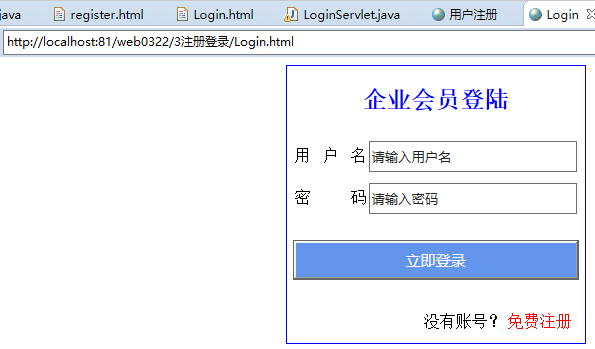 java register.html Login.html LoginServlet.java 用户注册 Login
http://localhost:81/web0322/3注册登录/Login.html
企业会员登陆
用 户 名 请输入用户名
密 码 请输入密码
立即登录
没有账号？免费注册